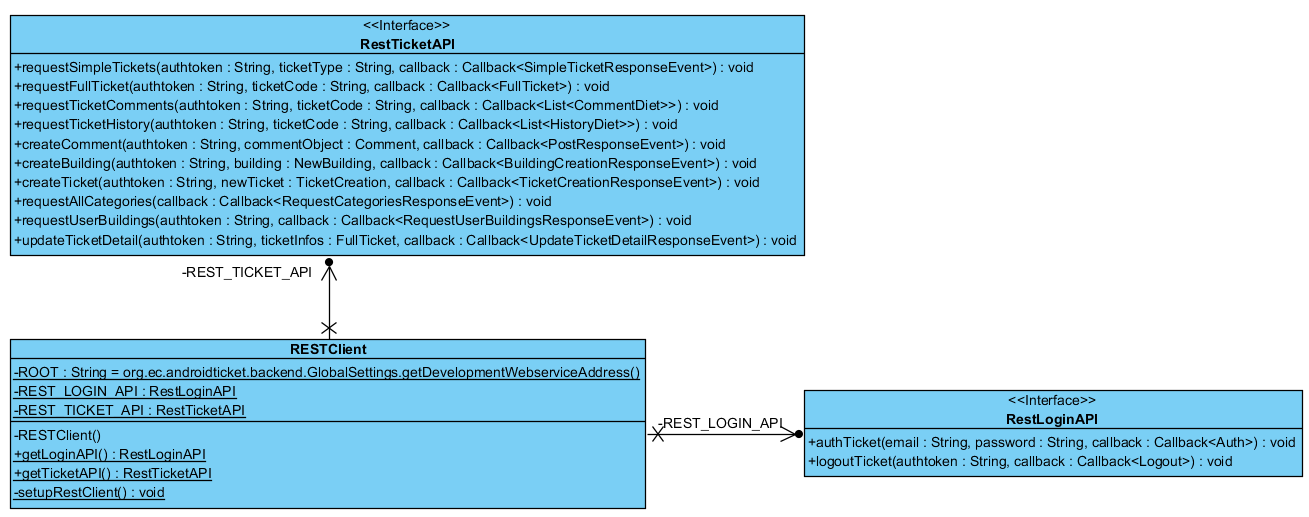 <<Interface>>
RestTicketAPI
+requestSimpleTickets(authtoken : String, ticketType : String, callback : Callback<SimpleTicketResponseEvent>) : void
+requestFullTicket(authtoken : String, ticketCode : String, callback : Callback<FullTicket>) : void
+requestTicketComments(authtoken : String, ticketCode : String, callback : Callback<List<CommentDiet>>) : void
+requestTicketHistory(authtoken : String, ticketCode : String, callback : Callback<List<HistoryDiet>>) : void
+createComment(authtoken : String, commentObject : Comment, callback : Callback<PostResponseEvent>) : void
+createBuilding(authtoken : String, building : NewBuilding, callback : Callback<BuildingCreationResponseEvent>) : void
+createTicket(authtoken : String, newTicket : TicketCreation, callback : Callback<TicketCreationResponseEvent>) : void
+requestAllCategories(callback : Callback<RequestCategoriesResponseEvent>) : void
+requestUserBuildings(authtoken : String, callback : Callback<RequestUserBuildingsResponseEvent>) : void
+updateTicketDetail(authtoken : String, ticketInfos : FullTicket, callback : Callback<UpdateTicketDetailResponseEvent>) : void
-REST_TICKET_API
RESTClient
-ROOT : String = org.ec.androidticket.backend.GlobalSettings.getDevelopmentWebserviceAddress()
-REST_LOGIN_API : RestLoginAPI
-REST_TICKET_API : RestTicketAPI
-RESTClient()
+getLoginAPI() : RestLoginAPI
+getTicketAPI() : RestTicketAPI
-setupRestClient() : void
-REST_LOGIN_API
<<Interface>>
RestLoginAPI
+authTicket(email : String, password : String, callback : Callback<Auth>) : void
+logoutTicket(authtoken : String, callback : Callback<Logout>) : void